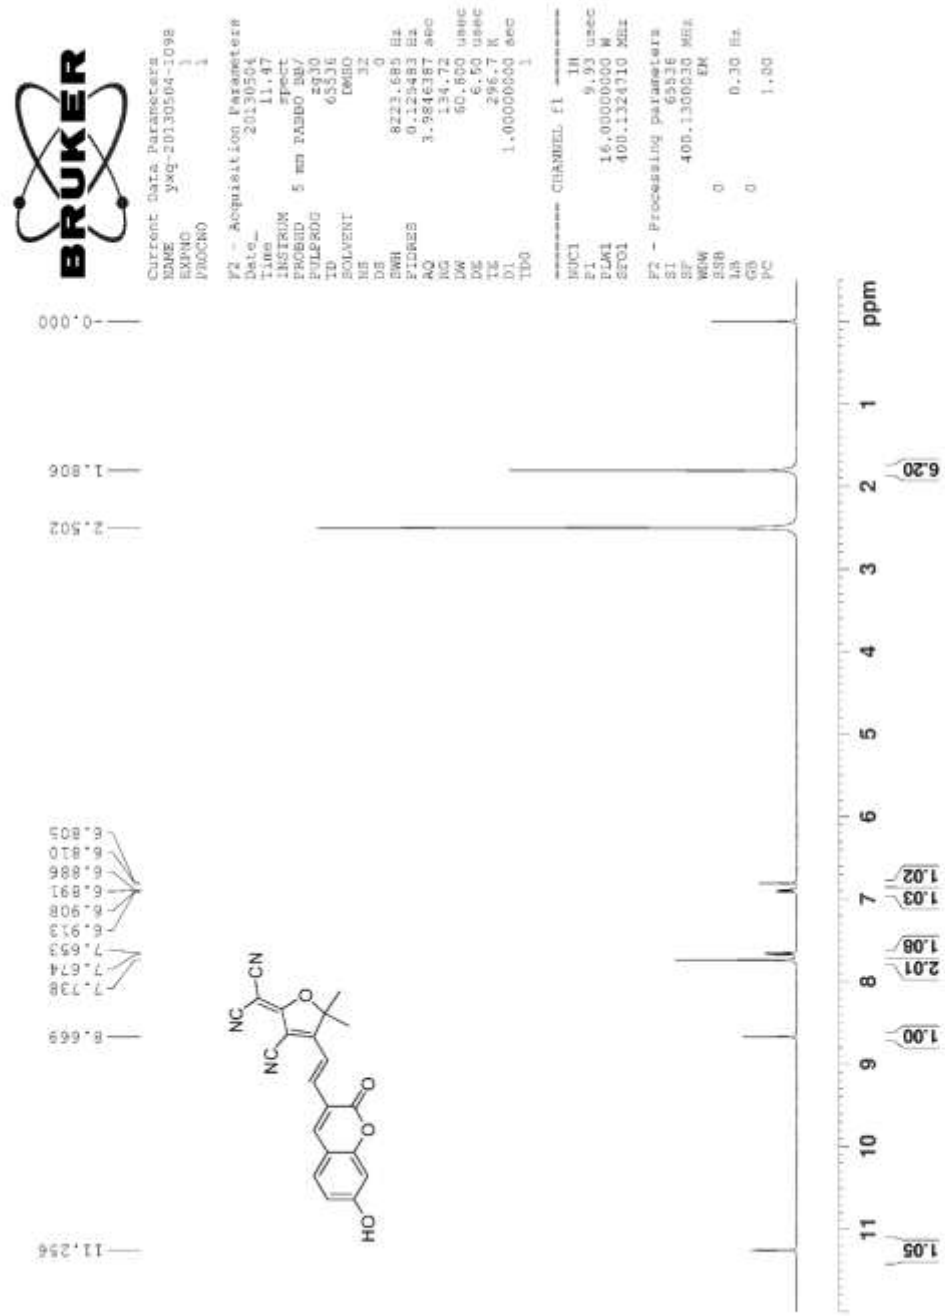 BRUKER
Current Data Parameters
NAME yxq-20130504-1098
EXPNO 1
PROCNO 1
F2 - Acquisition Parameters
Date_ 20130504
Time 11.47
INSTRUM spect
PROBHD 5 mm PABBO BB/
PULPROG zg30
TD 65536
SOLVENT DMSO
NS 32
DS 0
SWH 8223.685 Hz
FIDRES 0.125483 Hz
AQ 3.9846387 sec
RG 134.72
DW 60.800 usec
DE 6.50 usec
TE 296.7 K
D1 1.00000000 sec
TD0 1
======== CHANNEL f1 ========
NUC1 1H
P1 9.93 usec
PLW1 16.00000000 W
SFO1 400.1324710 MHz
F2 - Processing parameters
SI 65536
SF 400.1300030 MHz
WDW EM
SSB 0
LB 0.30 Hz
GB 0
PC 1.00
11.256
8.669
7.738
7.674
7.653
6.913
6.908
6.891
6.886
6.810
6.805
2.502
1.806
-0.000
NC
CN
NC
O
O
O
HO
11 10 9 8 7 6 5 4 3 2 1 ppm
1.05
1.00
2.01
1.08
1.03
1.02
6.20